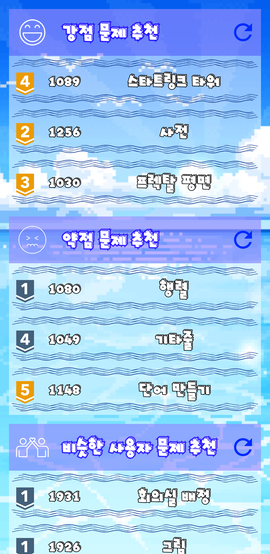 강점 문제 추천
4 1089 스타트링크 타워
2 1256 사전
3 1030 프렉탈 평면
약점 문제 추천
1 1080 행렬
4 1049 기타줄
5 1148 단어 만들기
비슷한 사용자 문제 추천
1 1931 회의실 배정
1 1926 그림